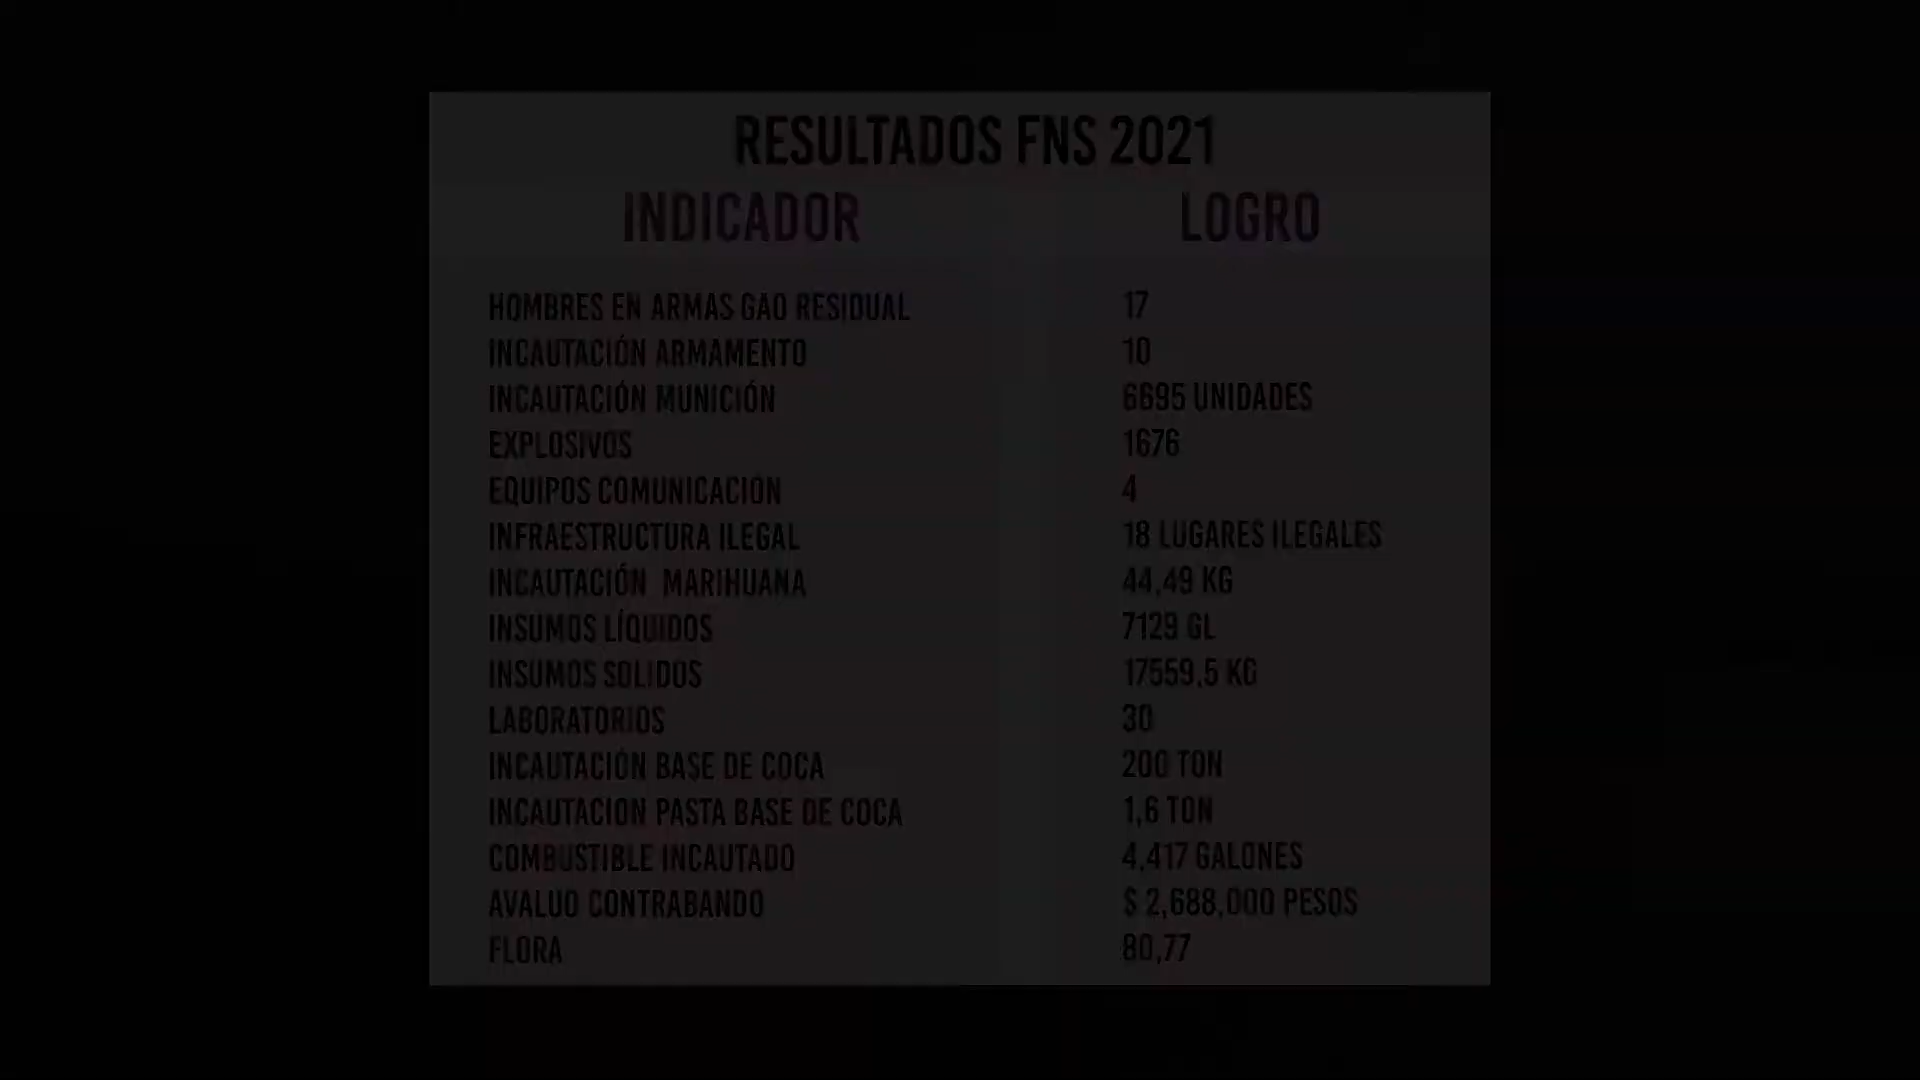 RESULTADOS FNS 2021
INDICADOR LOGRO
HOMBRES EN ARMAS GAO RESIDUAL 17
INCAUTACIÓN ARMAMENTO 10
INCAUTACIÓN MUNICIÓN 6695 UNIDADES
EXPLOSIVOS 1676
EQUIPOS COMUNICACIÓN 4
INFRAESTRUCTURA ILEGAL 18 LUGARES ILEGALES
INCAUTACIÓN MARIHUANA 44,49 KG
INSUMOS LÍQUIDOS 7129 GL
INSUMOS SOLIDOS 17559,5 KG
LABORATORIOS 30
INCAUTACIÓN BASE DE COCA 200 TON
INCAUTACION PASTA BASE DE COCA 1,6 TON
COMBUSTIBLE INCAUTADO 4,417 GALONES
AVALUO CONTRABANDO $ 2,688,000 PESOS
FLORA 80,77